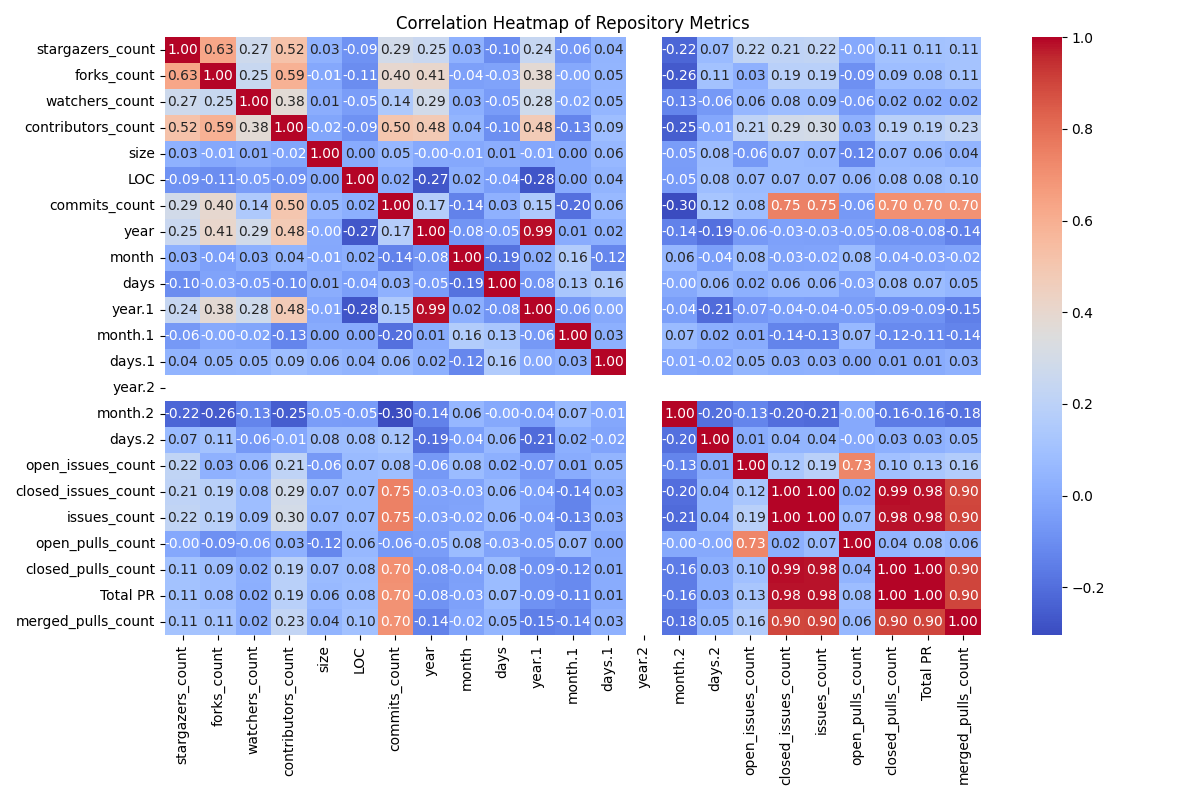 Correlation Heatmap of Repository Metrics
stargazers_count 1.00 0.63 0.27 0.52 0.03 -0.09 0.29 0.25 0.03 -0.10 0.24 -0.06 0.04 -0.22 0.07 0.22 0.21 0.22 -0.00 0.11 0.11 0.11
forks_count 0.63 1.00 0.25 0.59 -0.01 -0.11 0.40 0.41 -0.04 -0.03 0.38 -0.00 0.05 -0.26 0.11 0.03 0.19 0.19 -0.09 0.09 0.08 0.11
watchers_count 0.27 0.25 1.00 0.38 0.01 -0.05 0.14 0.29 0.03 -0.05 0.28 -0.02 0.05 -0.13 -0.06 0.06 0.08 0.09 -0.06 0.02 0.02 0.02
contributors_count 0.52 0.59 0.38 1.00 -0.02 -0.09 0.50 0.48 0.04 -0.10 0.48 -0.13 0.09 -0.25 -0.01 0.21 0.29 0.30 0.03 0.19 0.19 0.23
size 0.03 -0.01 0.01 -0.02 1.00 0.00 0.05 -0.00 -0.01 0.01 -0.01 0.00 0.06 -0.05 0.08 -0.06 0.07 0.07 -0.12 0.07 0.06 0.04
LOC -0.09 -0.11 -0.05 -0.09 0.00 1.00 0.02 -0.27 0.02 -0.04 -0.28 0.00 0.04 -0.05 0.08 0.07 0.07 0.07 0.06 0.08 0.08 0.10
commits_count 0.29 0.40 0.14 0.50 0.05 0.02 1.00 0.17 -0.14 0.03 0.15 -0.20 0.06 -0.30 0.12 0.08 0.75 0.75 -0.06 0.70 0.70 0.70
year 0.25 0.41 0.29 0.48 -0.00 -0.27 0.17 1.00 -0.08 -0.05 0.99 0.01 0.02 -0.14 -0.19 -0.06 -0.03 -0.03 -0.05 -0.08 -0.08 -0.14
month 0.03 -0.04 0.03 0.04 -0.01 0.02 -0.14 -0.08 1.00 -0.19 0.02 0.16 -0.12 0.06 -0.04 0.08 -0.03 -0.02 0.08 -0.04 -0.03 -0.02
days -0.10 -0.03 -0.05 -0.10 0.01 -0.04 0.03 -0.05 -0.19 1.00 -0.08 0.13 0.16 -0.00 0.06 0.02 0.06 0.06 -0.03 0.08 0.07 0.05
year.1 0.24 0.38 0.28 0.48 -0.01 -0.28 0.15 0.99 0.02 -0.08 1.00 -0.06 0.00 -0.04 -0.21 -0.07 -0.04 -0.04 -0.05 -0.09 -0.09 -0.15
month.1 -0.06 -0.00 -0.02 -0.13 0.00 0.00 -0.20 0.01 0.16 0.13 -0.06 1.00 0.03 0.07 0.02 0.01 -0.14 -0.13 0.07 -0.12 -0.11 -0.14
days.1 0.04 0.05 0.05 0.09 0.06 0.04 0.06 0.02 -0.12 0.16 0.00 0.03 1.00 -0.01 -0.02 0.05 0.03 0.03 0.00 0.01 0.01 0.03
year.2
month.2 -0.22 -0.26 -0.13 -0.25 -0.05 -0.05 -0.30 -0.14 0.06 -0.00 -0.04 0.07 -0.01 1.00 -0.20 -0.13 -0.20 -0.21 -0.00 -0.16 -0.16 -0.18
days.2 0.07 0.11 -0.06 -0.01 0.08 0.08 0.12 -0.19 -0.04 0.06 -0.21 0.02 -0.02 -0.20 1.00 0.01 0.04 0.04 -0.00 0.03 0.03 0.05
open_issues_count 0.22 0.03 0.06 0.21 -0.06 0.07 0.08 -0.06 0.08 0.02 -0.07 0.01 0.05 -0.13 0.01 1.00 0.12 0.19 0.73 0.10 0.13 0.16
closed_issues_count 0.21 0.19 0.08 0.29 0.07 0.07 0.75 -0.03 -0.03 0.06 -0.04 -0.14 0.03 -0.20 0.04 0.12 1.00 1.00 0.02 0.99 0.98 0.90
issues_count 0.22 0.19 0.09 0.30 0.07 0.07 0.75 -0.03 -0.02 0.06 -0.04 -0.13 0.03 -0.21 0.04 0.19 1.00 1.00 0.07 0.98 0.98 0.90
open_pulls_count -0.00 -0.09 -0.06 0.03 -0.12 0.06 -0.06 -0.05 0.08 -0.03 -0.05 0.07 0.00 -0.00 -0.00 0.73 0.02 0.07 1.00 0.04 0.08 0.06
closed_pulls_count 0.11 0.09 0.02 0.19 0.07 0.08 0.70 -0.08 -0.04 0.08 -0.09 -0.12 0.01 -0.16 0.03 0.10 0.99 0.98 0.04 1.00 1.00 0.90
Total PR 0.11 0.08 0.02 0.19 0.06 0.08 0.70 -0.08 -0.03 0.07 -0.09 -0.11 0.01 -0.16 0.03 0.13 0.98 0.98 0.08 1.00 1.00 0.90
merged_pulls_count 0.11 0.11 0.02 0.23 0.04 0.10 0.70 -0.14 -0.02 0.05 -0.15 -0.14 0.03 -0.18 0.05 0.16 0.90 0.90 0.06 0.90 0.90 1.00
stargazers_count
forks_count
watchers_count
contributors_count
size
LOC
commits_count
year
month
days
year.1
month.1
days.1
year.2
month.2
days.2
open_issues_count
closed_issues_count
issues_count
open_pulls_count
closed_pulls_count
Total PR
merged_pulls_count
1.0
0.8
0.6
0.4
0.2
0.0
−0.2